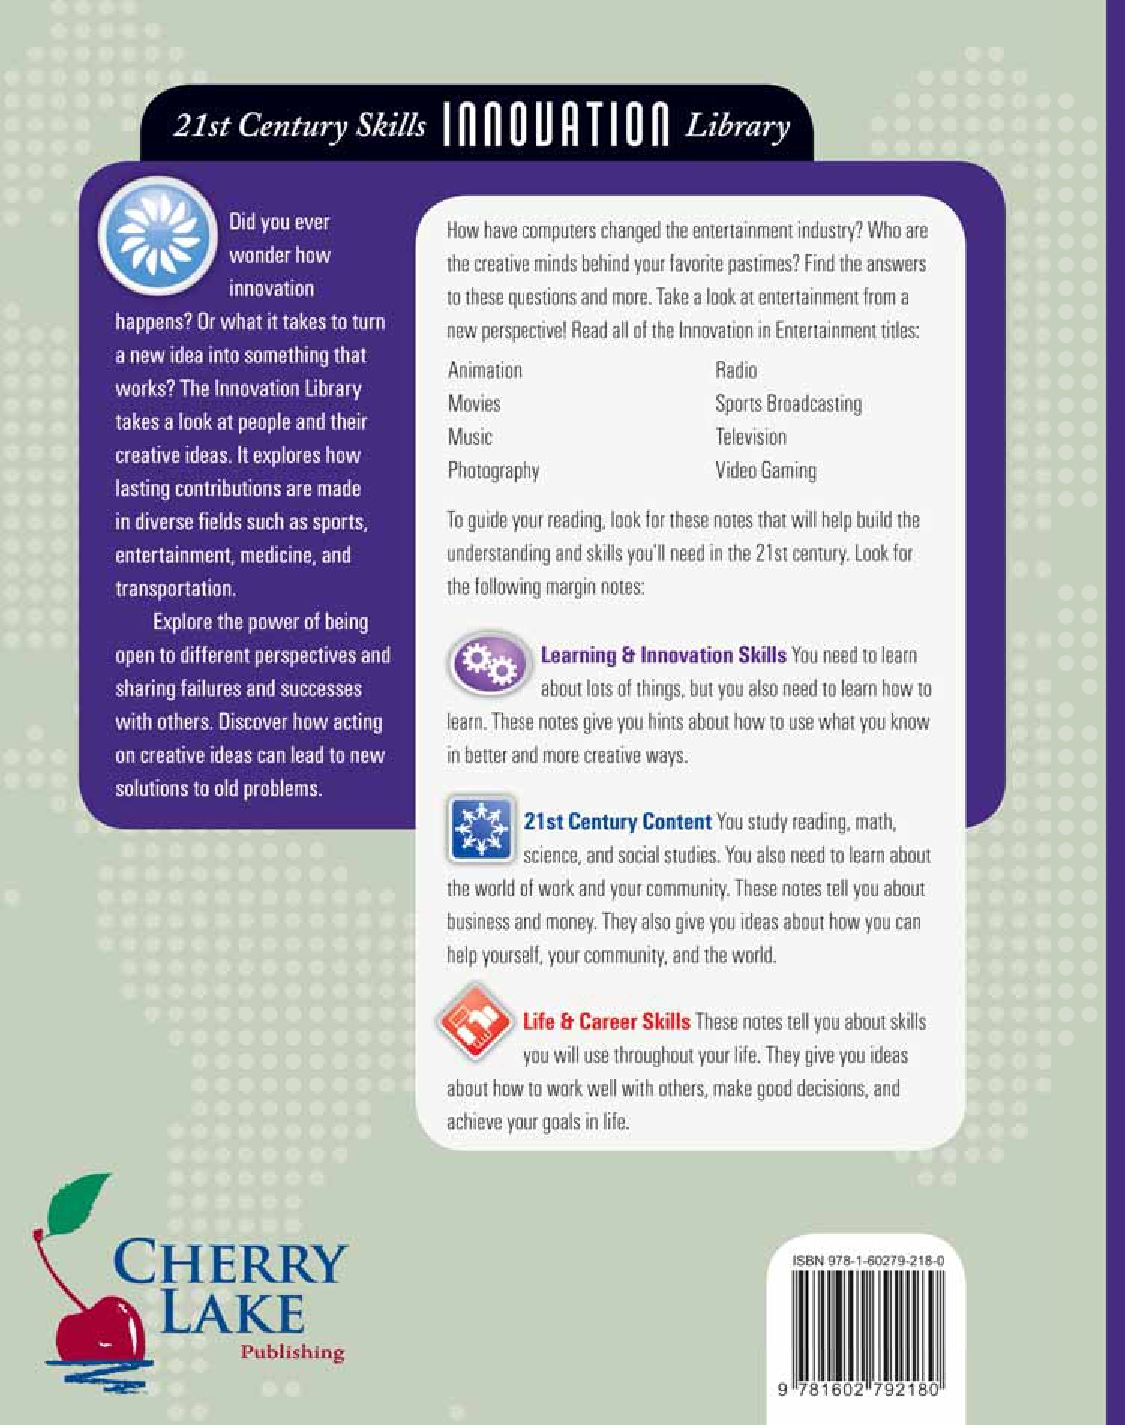 21st Century Skills INNOVATION Library
Did you ever
wonder how
innovation
happens? Or what it takes to turn
a new idea into something that
works? The Innovation Library
takes a look at people and their
creative ideas. It explores how
lasting contributions are made
in diverse fields such as sports,
entertainment, medicine, and
transportation.
Explore the power of being
open to different perspectives and
sharing failures and successes
with others. Discover how acting
on creative ideas can lead to new
solutions to old problems.
How have computers changed the entertainment industry? Who are
the creative minds behind your favorite pastimes? Find the answers
to these questions and more. Take a look at entertainment from a
new perspective! Read all of the Innovation in Entertainment titles:
Animation
Movies
Music
Photography
Radio
Sports Broadcasting
Television
Video Gaming
To guide your reading, look for these notes that will help build the
understanding and skills you'll need in the 21st century. Look for
the following margin notes:
Learning & Innovation Skills You need to learn
about lots of things, but you also need to learn how to
learn. These notes give you hints about how to use what you know
in better and more creative ways.
21st Century Content You study reading, math,
science, and social studies. You also need to learn about
the world of work and your community. These notes tell you about
business and money. They also give you ideas about how you can
help yourself, your community, and the world.
Life & Career Skills These notes tell you about skills
you will use throughout your life. They give you ideas
about how to work well with others, make good decisions, and
achieve your goals in life.
CHERRY
LAKE
Publishing
ISBN 978-1-60279-218-0
9 781602 792180